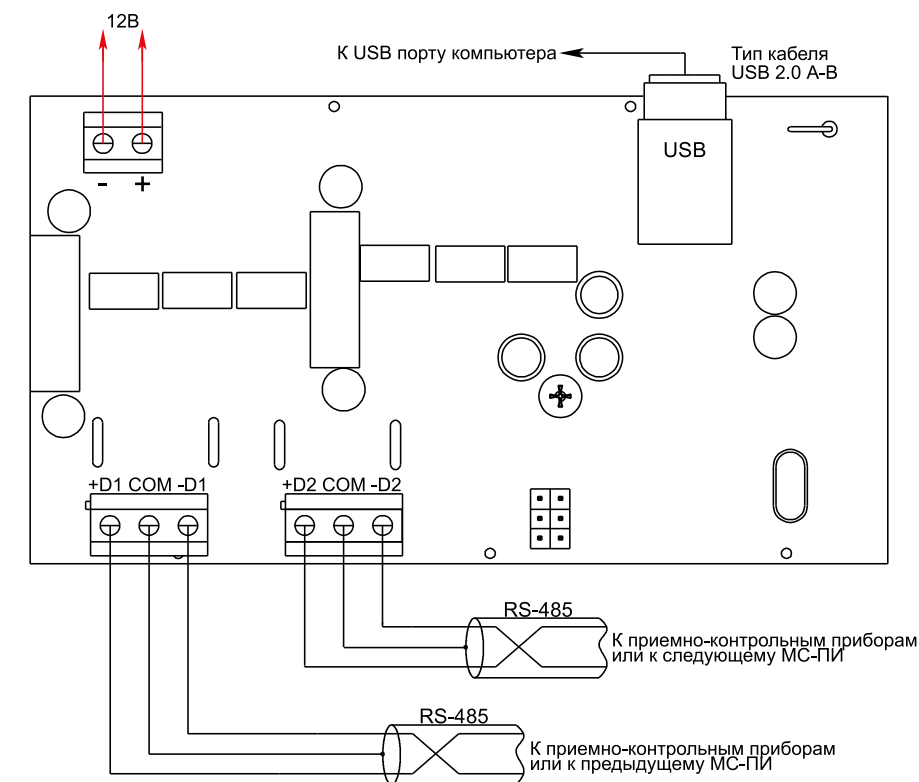 12В
К USB порту компьютера
Тип кабеля
USB 2.0 A-B
USB
- +
+D1 COM -D1
+D2 COM -D2
RS-485
К приемно-контрольным приборам
или к следующему МС-ПИ
RS-485
К приемно-контрольным приборам
или к предыдущему МС-ПИ